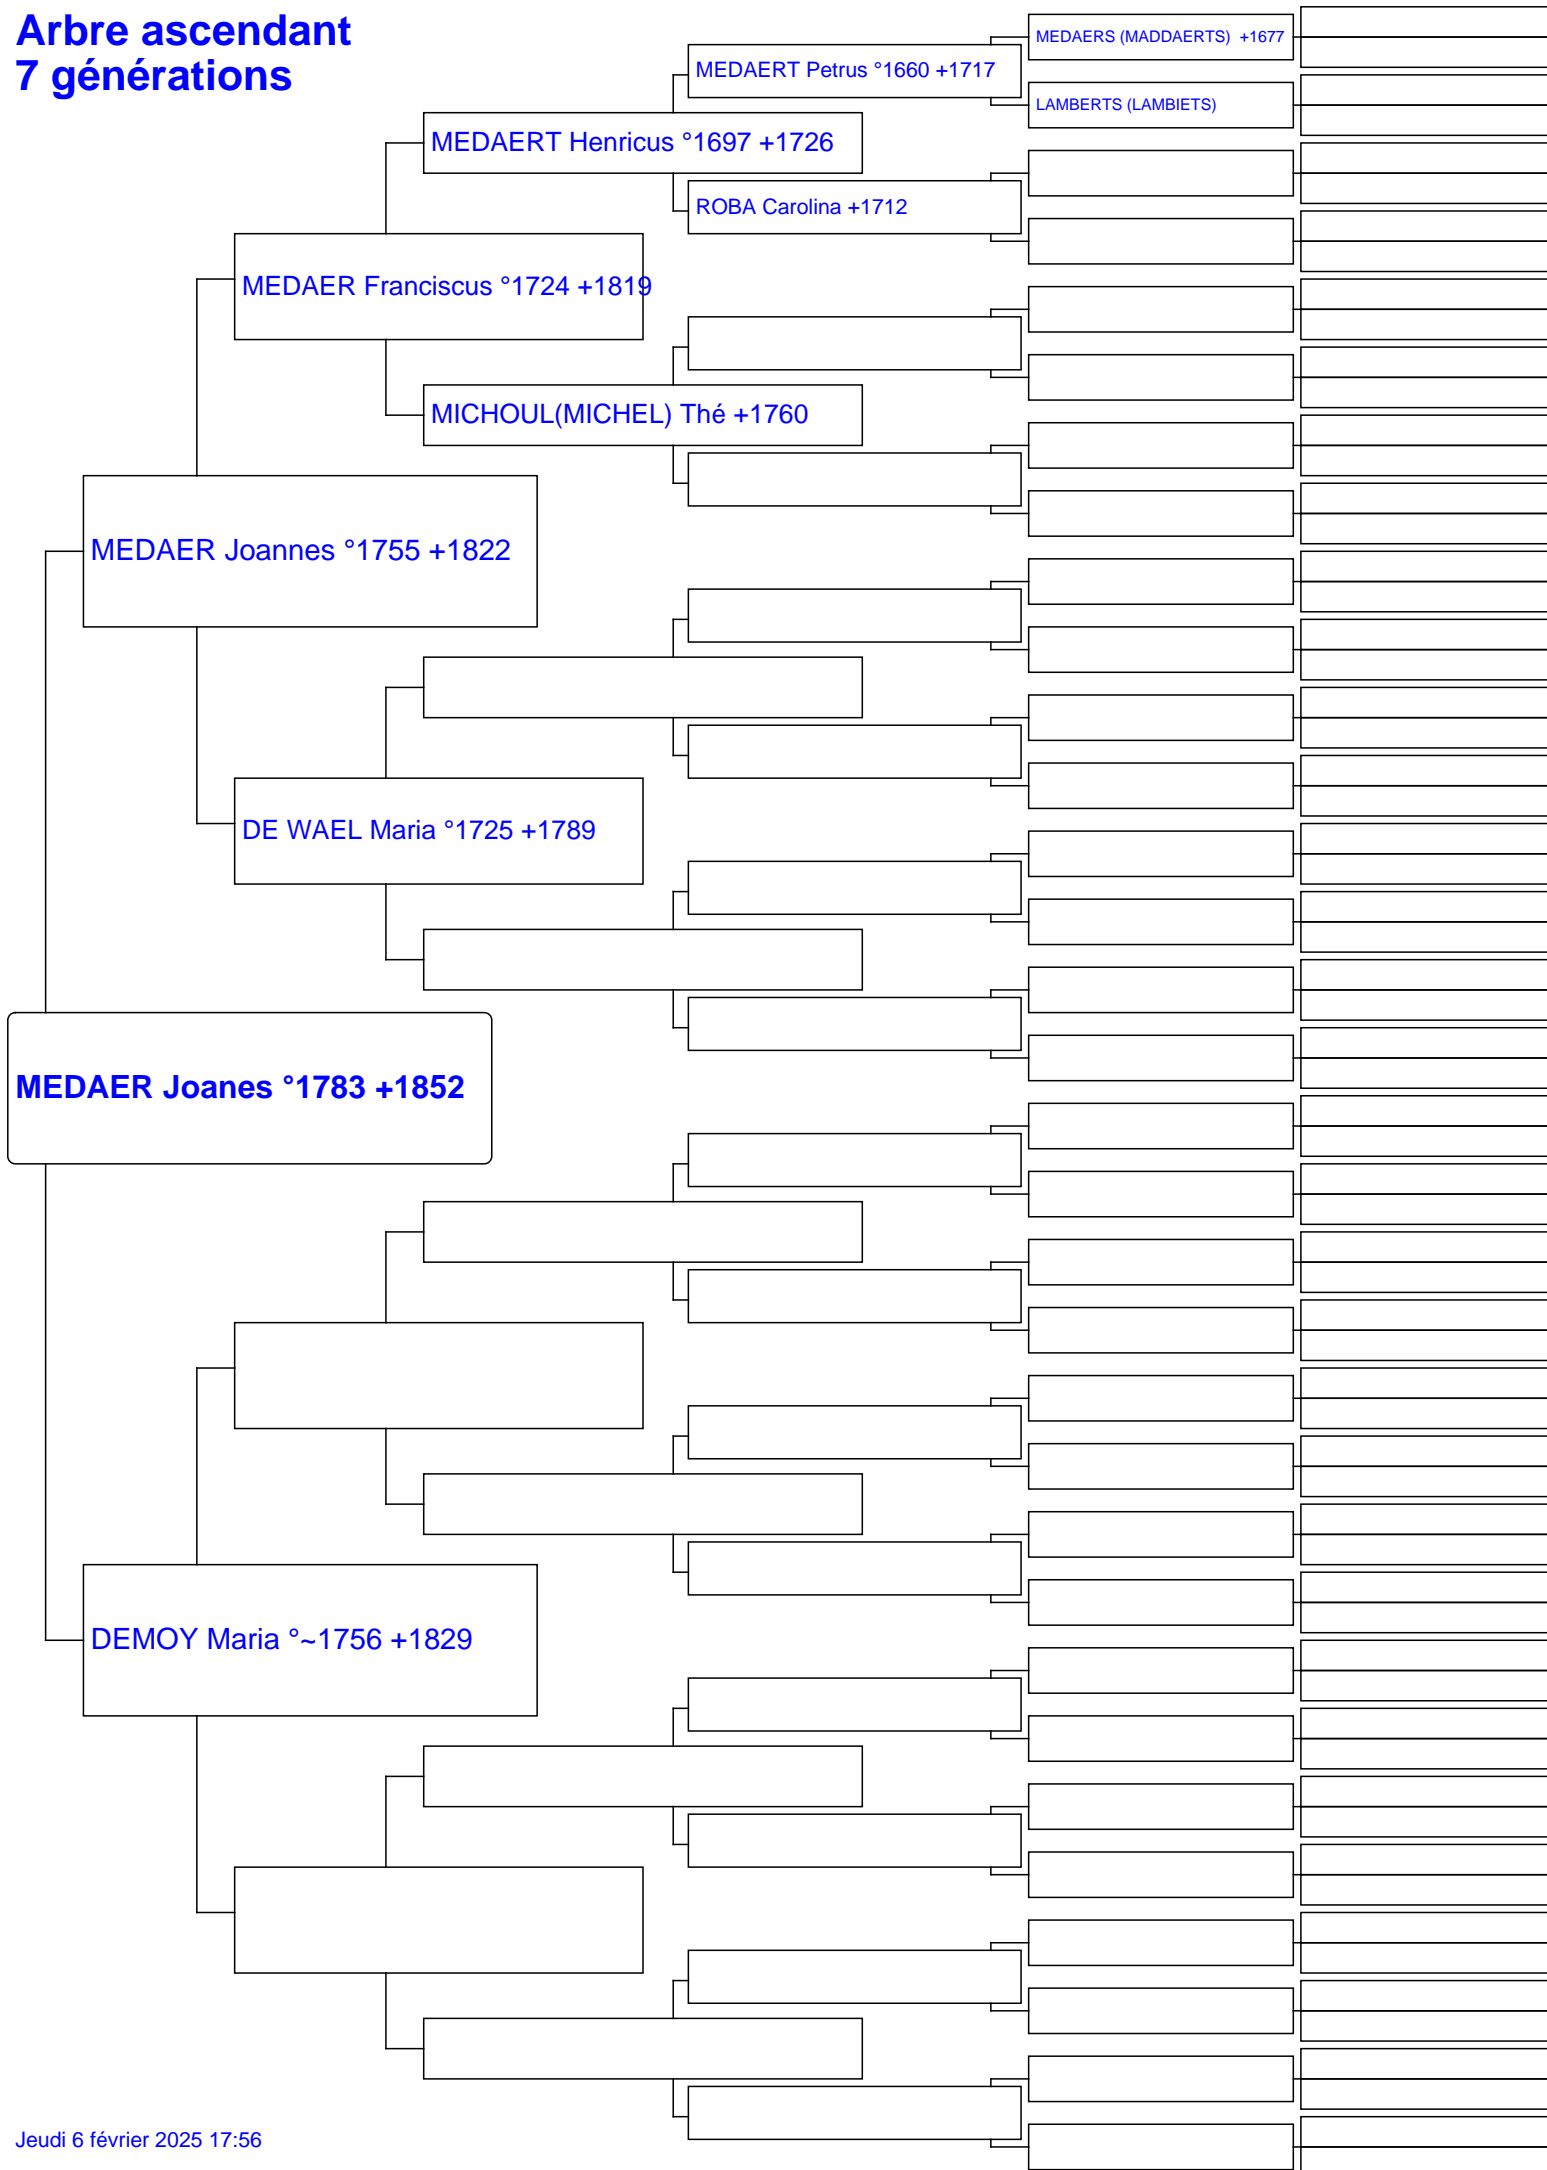 Arbre ascendant
7 générations
MEDAERS (MADDAERTS) +1677
MEDAERT Petrus °1660 +1717
LAMBERTS (LAMBIETS)
MEDAERT Henricus °1697 +1726
ROBA Carolina +1712
MEDAER Franciscus °1724 +1819
MICHOUL(MICHEL) Thé +1760
MEDAER Joannes °1755 +1822
DE WAEL Maria °1725 +1789
MEDAER Joanes °1783 +1852
DEMOY Maria °~1756 +1829
Jeudi 6 février 2025 17:56